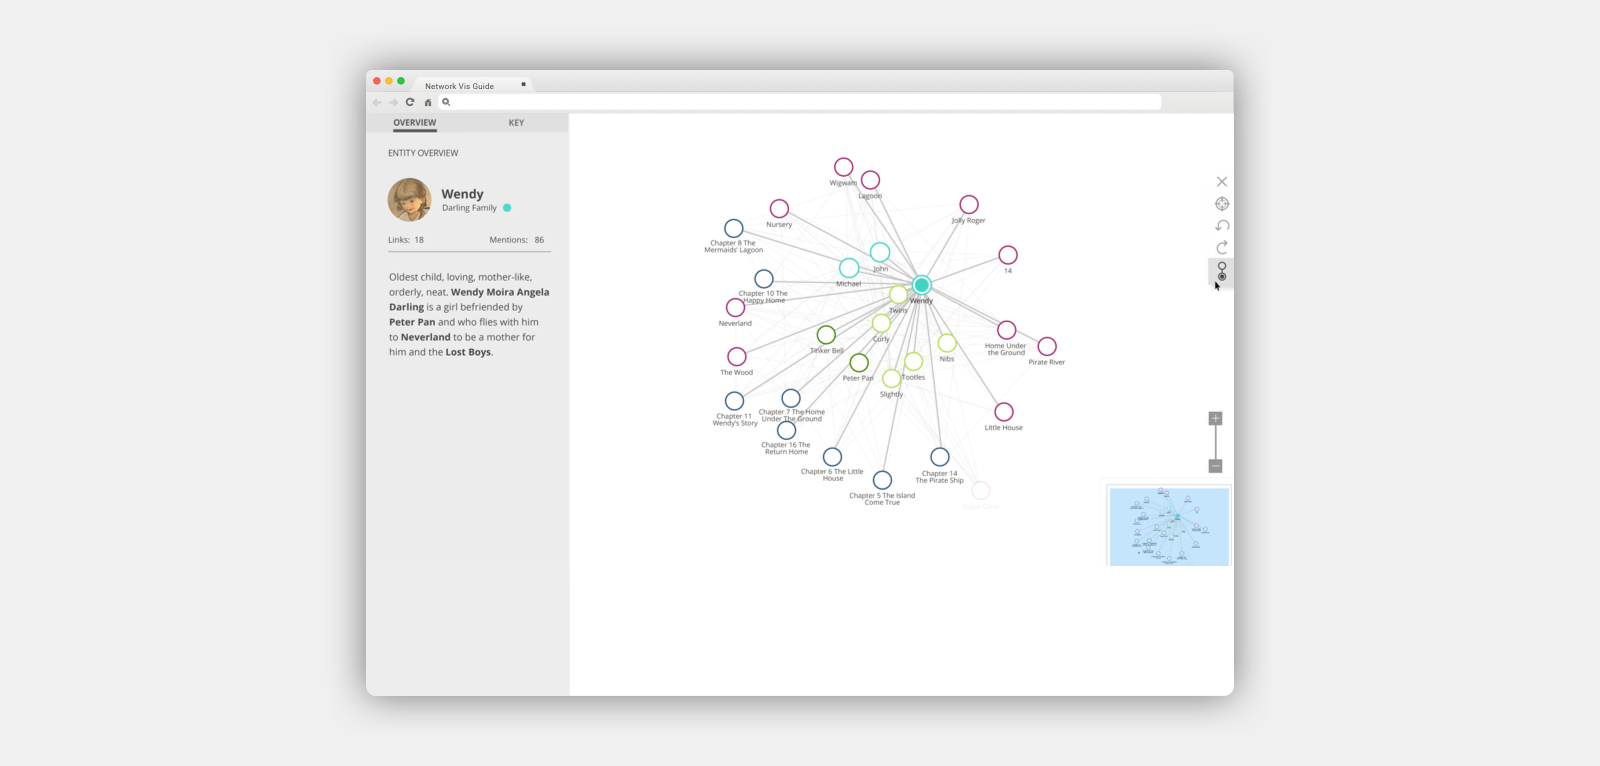 Network Vis Guide
OVERVIEW KEY
ENTITY OVERVIEW
Wendy
Darling Family
Links: 18 Mentions: 86
Oldest child, loving, mother-like,
orderly, neat. Wendy Moira Angela
Darling is a girl befriended by
Peter Pan and who flies with him
to Neverland to be a mother for
him and the Lost Boys.
Wigwam
Lagoon
Nursery
Jolly Roger
Chapter 8 The
Mermaids' Lagoon
John
14
Michael
Chapter 10 The
Happy Home
Wendy
Twins
Neverland
Curly
Tinker Bell
Home Under
the Ground
Nibs
Pirate River
The Wood
Peter Pan
Tootles
Slightly
Chapter 11
Wendy's Story
Chapter 7 The Home
Under The Ground
Little House
Chapter 16 The
Return Home
Chapter 6 The Little
House
Chapter 14
The Pirate Ship
Chapter 5 The Island
Come True